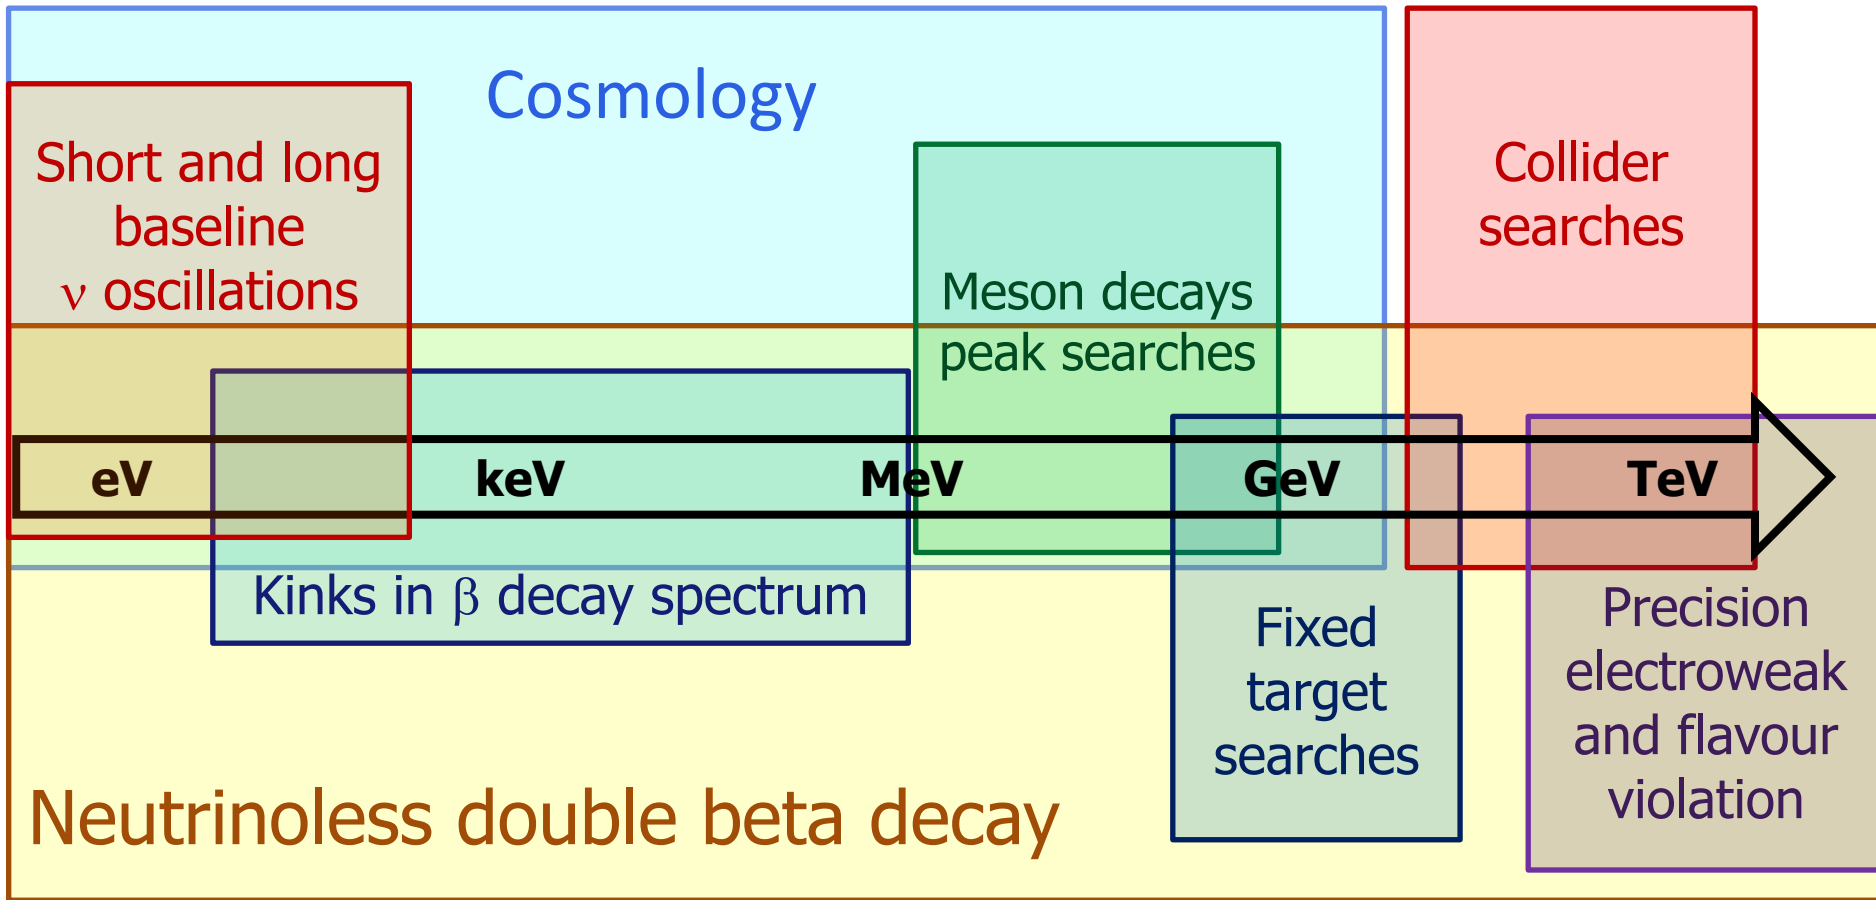 Cosmology
Short and long
baseline
ν oscillations
Collider
searches
Meson decays
peak searches
eV
keV
MeV
GeV
TeV
Kinks in β decay spectrum
Fixed
target
searches
Precision
electroweak
and flavour
violation
Neutrinoless double beta decay